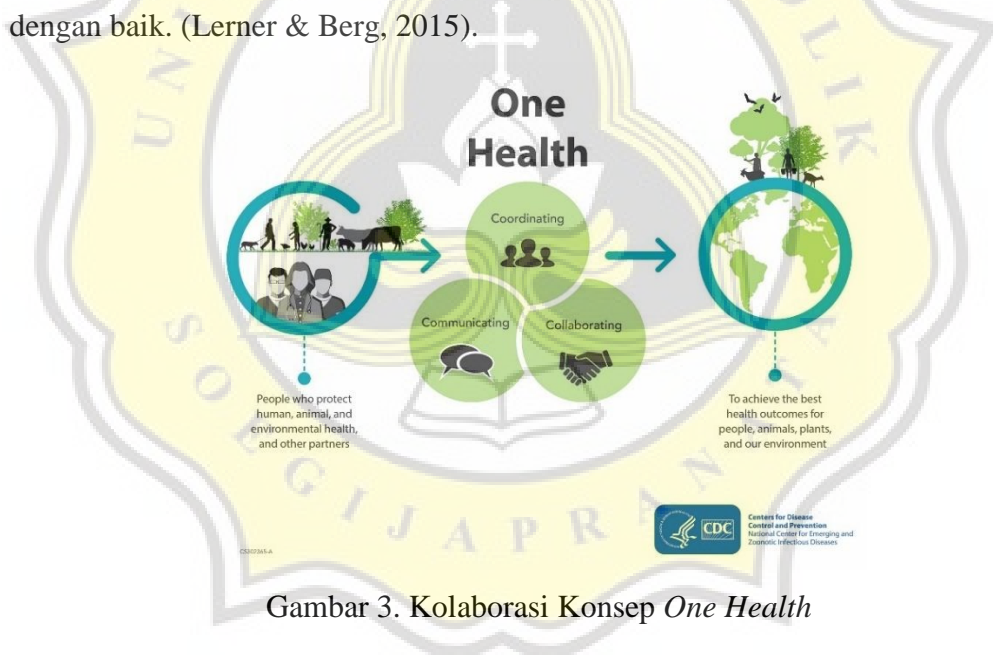 dengan baik. (Lerner & Berg, 2015).
One
Health
Coordinating
Communicating
Collaborating
People who protect
human, animal, and
environmental health,
and other partners
To achieve the best
health outcomes for
people, animals, plants,
and our environment
CDC
Centers for Disease
Control and Prevention
National Center for Emerging and
Zoonotic Infectious Diseases
CS302365-A
Gambar 3. Kolaborasi Konsep One Health
SOEGIJAPRANATA